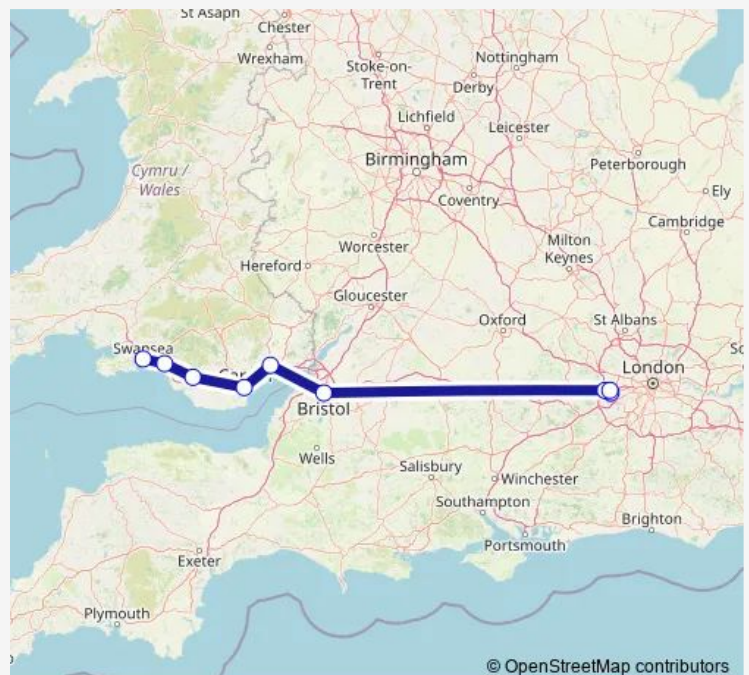 St Asaph
Chester
Wrexham
Stoke-on-
Trent
Nottingham
Derby
Lichfield
Leicester
Peterborough
Birmingham
Cymru /
Wales
Coventry
Ely
Cambridge
Worcester
Milton
Keynes
Hereford
Gloucester
Oxford
St Albans
Swansea
London
Bristol
Wells
Salisbury
Winchester
Southampton
Brighton
Portsmouth
Exeter
Plymouth
© OpenStreetMap contributors